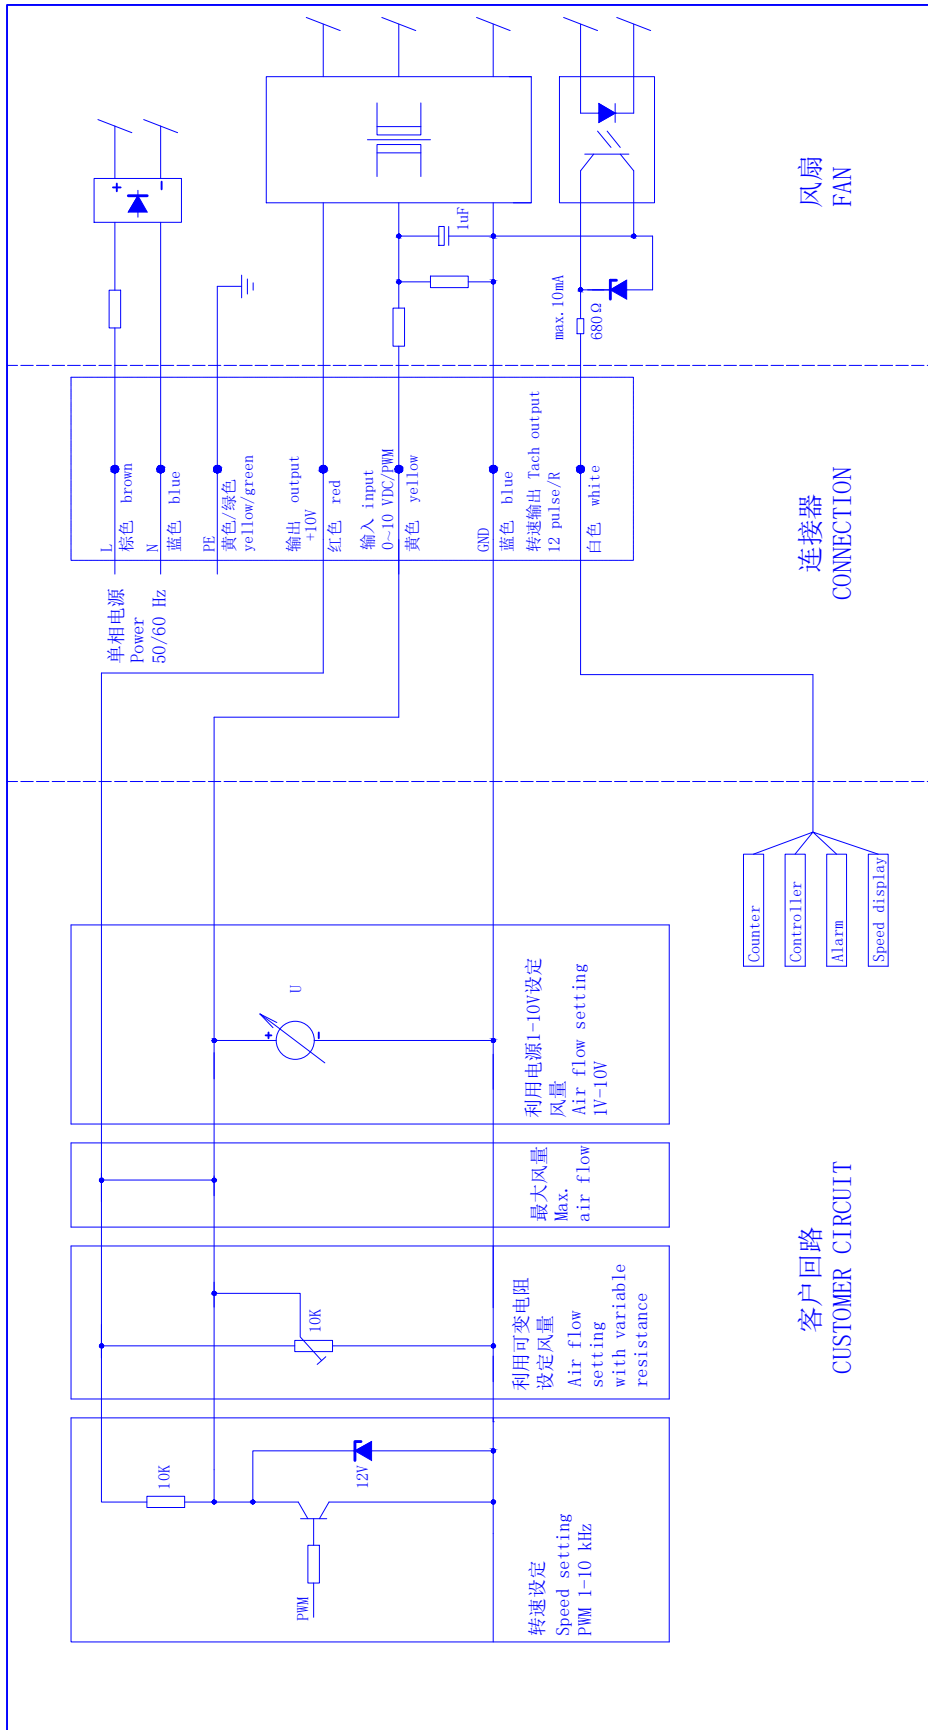 风扇
FAN
+
-
1uF
max.10mA
680Ω
连接器
CONNECTION
L
棕色 brown
N
蓝色 blue
PE
黄色/绿色
yellow/green
输出 output
+10V
红色 red
输入 input
0~10 VDC/PWM
黄色 yellow
GND
蓝色 blue
转速输出 Tach output
12 pulse/R
白色 white
单相电源
Power
50/60 Hz
客户回路
CUSTOMER CIRCUIT
Counter
Controller
Alarm
Speed display
U
+
-
利用电源1-10V设定
风量
Air flow setting
1V-10V
最大风量
Max.
air flow
10K
利用可变电阻
设定风量
Air flow
setting
with variable
resistance
10K
12V
PWM
转速设定
Speed setting
PWM 1-10 kHz